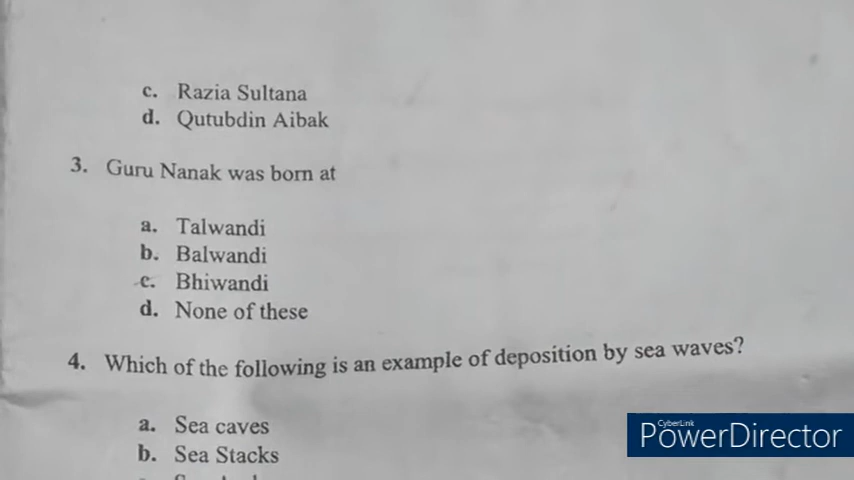 c. Razia Sultana
d. Qutubdin Aibak
3. Guru Nanak was born at
a. Talwandi
b. Balwandi
c. Bhiwandi
d. None of these
4. Which of the following is an example of deposition by sea waves?
a. Sea caves
b. Sea Stacks
CyberLink
PowerDirector